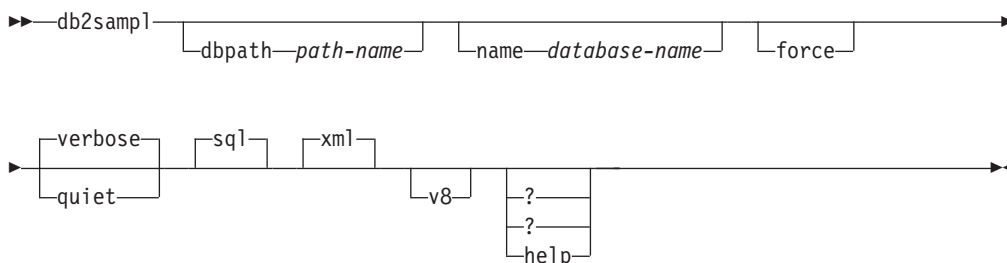 db2sampl
dbpath path-name
name database-name
force
verbose
quiet
sql
xml
v8
?
?
help